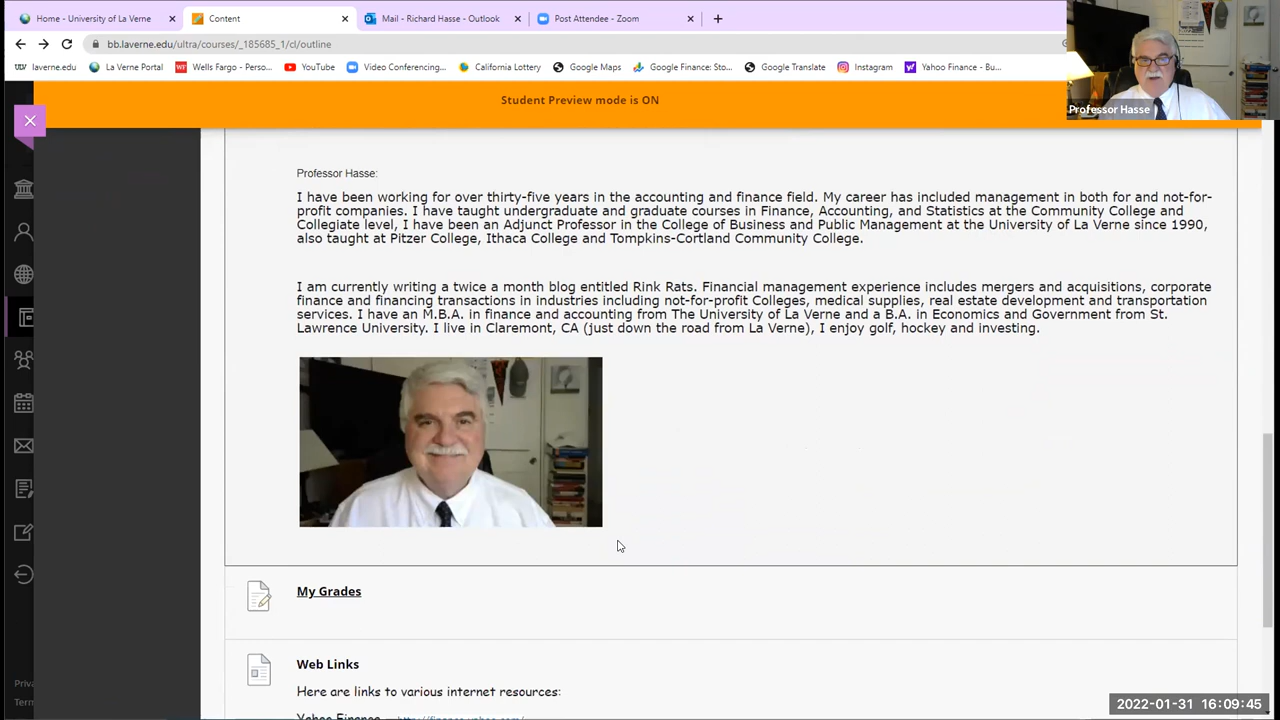 Home - University of La Verne
Content
Mail - Richard Hasse - Outlook
Post Attendee - Zoom
bb.laverne.edu/ultra/courses/_185685_1/cl/outline
laverne.edu
La Verne Portal
Wells Fargo - Perso...
YouTube
Video Conferencing...
California Lottery
Google Maps
Google Finance: Sto...
Google Translate
Instagram
Yahoo Finance - Bu...
Professor Hasse
Student Preview mode is ON
Professor Hasse:
I have been working for over thirty-five years in the accounting and finance field. My career has included management in both for and not-for-
profit companies. I have taught undergraduate and graduate courses in Finance, Accounting, and Statistics at the Community College and
Collegiate level, I have been an Adjunct Professor in the College of Business and Public Management at the University of La Verne since 1990,
also taught at Pitzer College, Ithaca College and Tompkins-Cortland Community College.
I am currently writing a twice a month blog entitled Rink Rats. Financial management experience includes mergers and acquisitions, corporate
finance and financing transactions in industries including not-for-profit Colleges, medical supplies, real estate development and transportation
services. I have an M.B.A. in finance and accounting from The University of La Verne and a B.A. in Economics and Government from St.
Lawrence University. I live in Claremont, CA (just down the road from La Verne), I enjoy golf, hockey and investing.
My Grades
Web Links
Here are links to various internet resources:
Yahoo Finance - http://finance.yahoo.com/
Priva
Term
2022-01-31 16:09:45